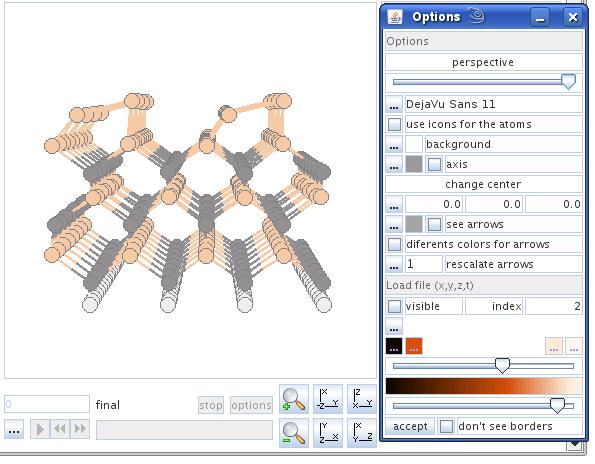 Options
Options
perspective
... DejaVu Sans 11
use icons for the atoms
... background
... axis
change center
... 0.0 0.0 0.0
... see arrows
diferents colors for arrows
... 1 rescalate arrows
Load file (x,y,z,t)
visible index 2
...
... ... ... ...
accept don't see borders
0 final stop options
...
X Z Y
Z X Y
Y Z X
X Y Z